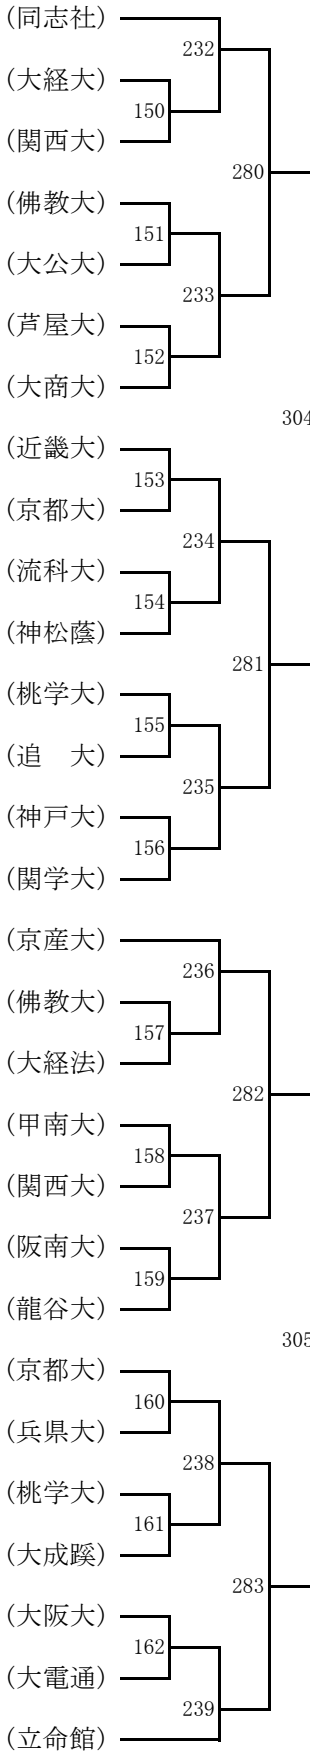 (同志社)
232
(大経大)
150
(関西大)
280
(佛教大)
151
(大公大)
233
(芦屋大)
152
(大商大)
304
(近畿大)
153
(京都大)
234
(流科大)
154
(神松蔭)
281
(桃学大)
155
(追　大)
235
(神戸大)
156
(関学大)
(京産大)
236
(佛教大)
157
(大経法)
282
(甲南大)
158
(関西大)
237
(阪南大)
159
(龍谷大)
305
(京都大)
160
(兵県大)
238
(桃学大)
161
(大成蹊)
283
(大阪大)
162
(大電通)
239
(立命館)